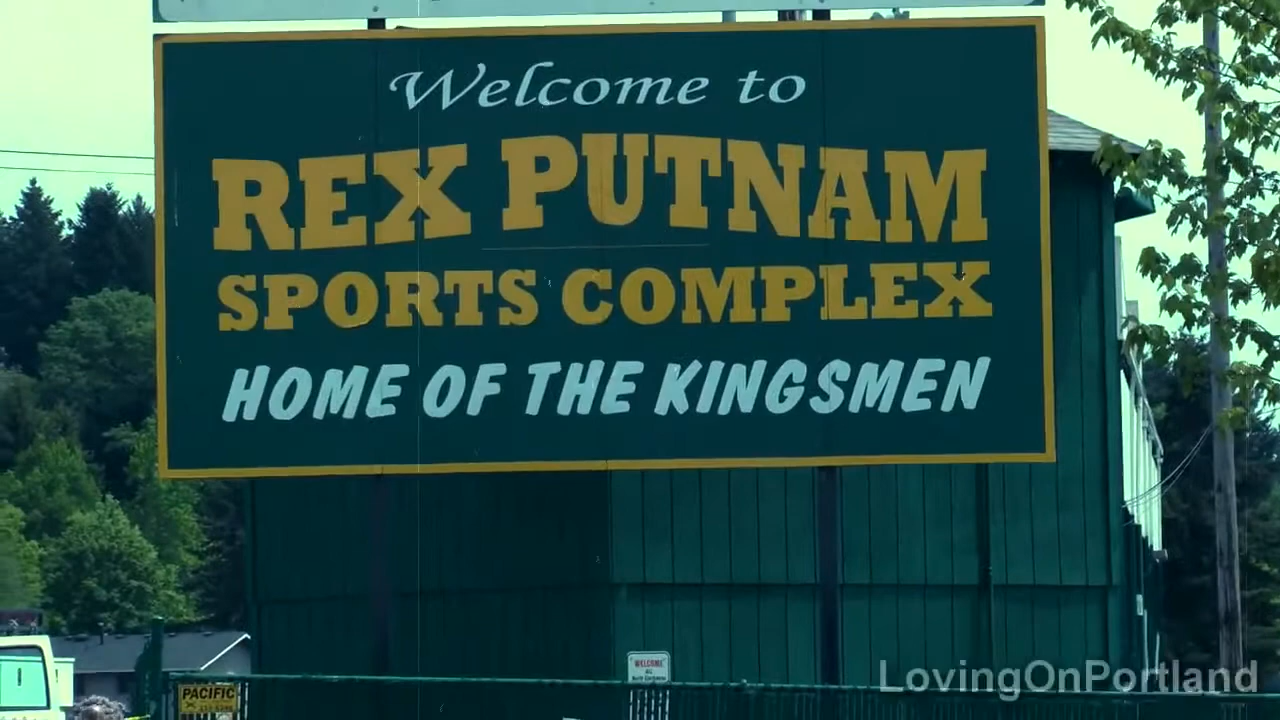 Welcome to
REX PUTNAM
SPORTS COMPLEX
HOME OF THE KINGSMEN
WELCOME
PACIFIC
LovingOnPortland